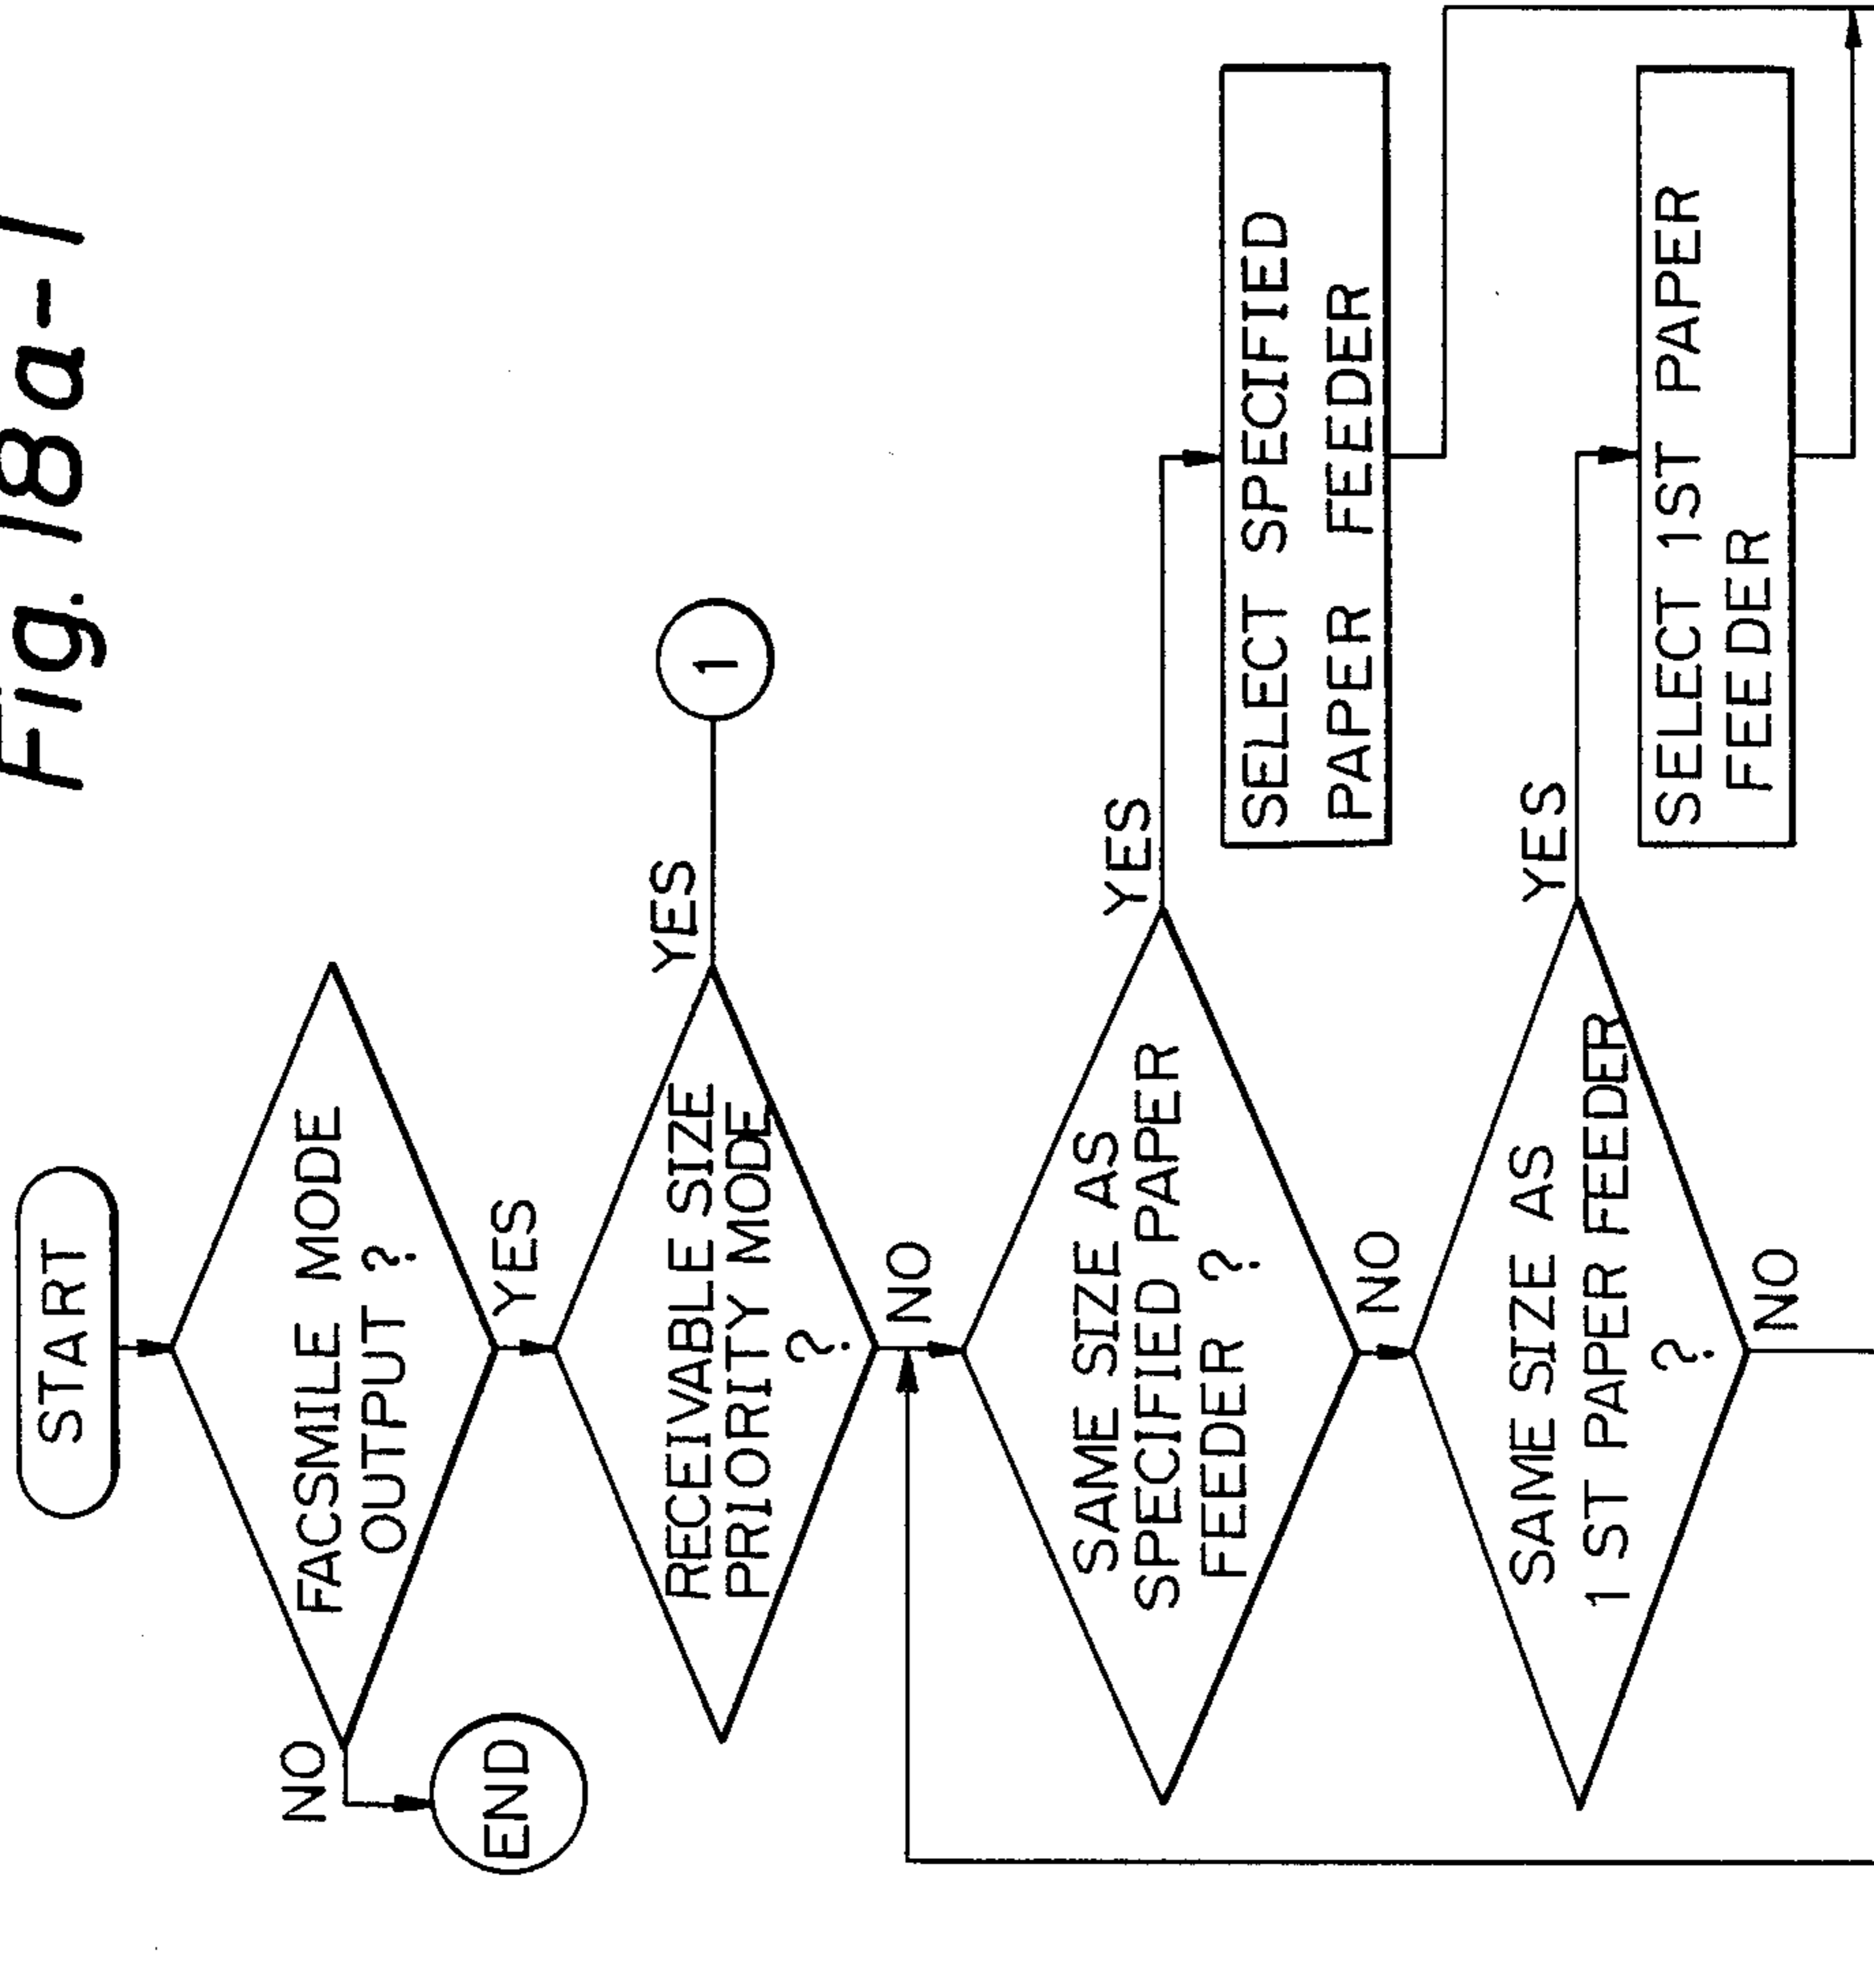 Fig. 18a-1
START
FACSMILE MODE
OUTPUT ?
NO
END
YES
RECEIVABLE SIZE
PRIORITY MODE
?
YES
1
NO
SAME SIZE AS
SPECIFIED PAPER
FEEDER ?
YES
SELECT SPECIFIED
PAPER FEEDER
NO
SAME SIZE AS
1ST PAPER FEEDER
?
YES
SELECT 1ST PAPER
FEEDER
NO